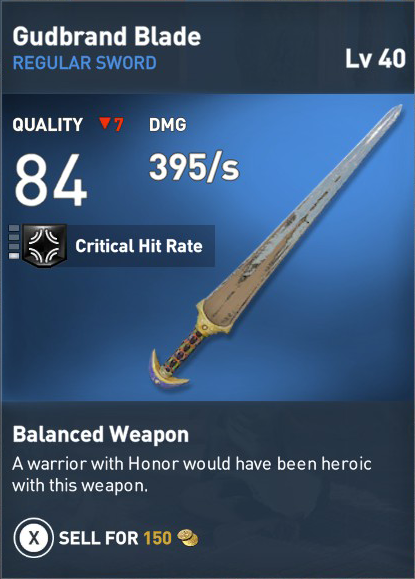 Gudbrand Blade
REGULAR SWORD
Lv 40
QUALITY ▼7 DMG
84 395/s
Critical Hit Rate
Balanced Weapon
A warrior with Honor would have been heroic
with this weapon.
X SELL FOR 150